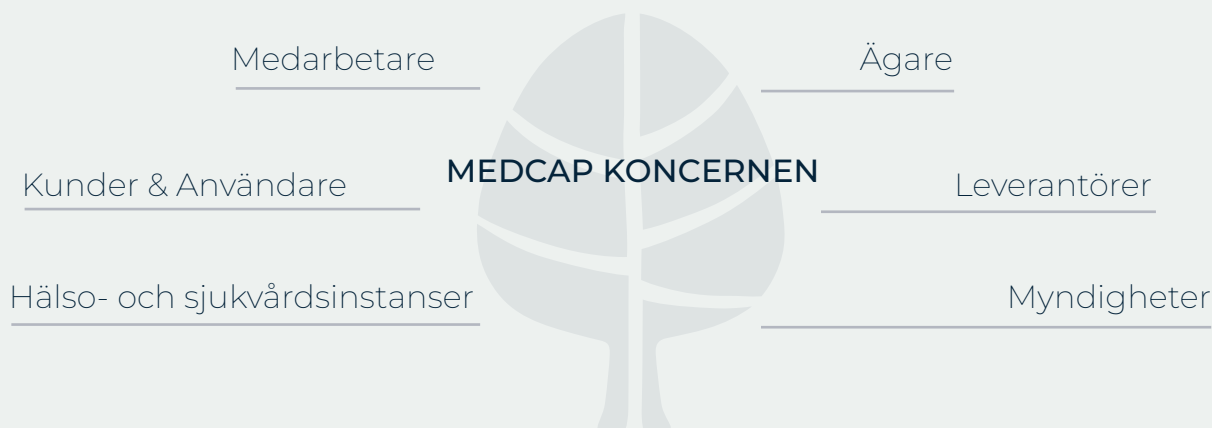 Medarbetare
Ägare
MEDCAP KONCERNEN
Kunder & Användare
Leverantörer
Hälso- och sjukvårdsinstanser
Myndigheter